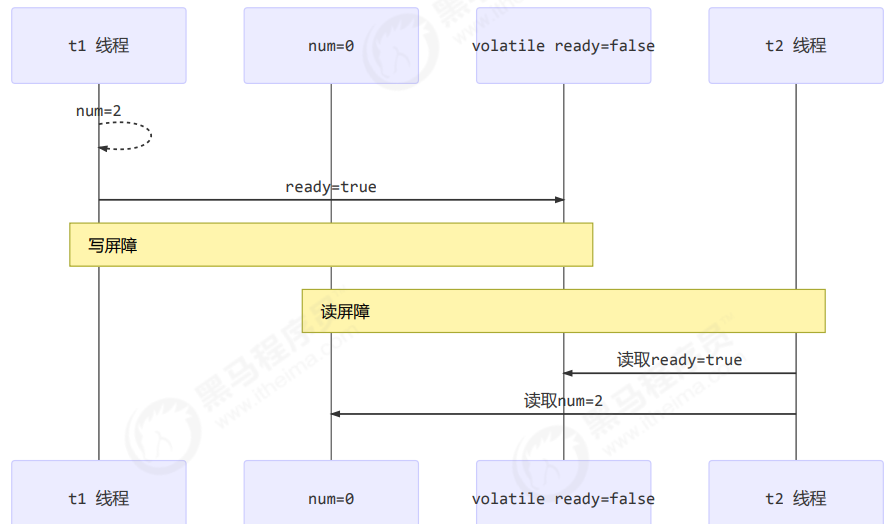 t1 线程
num=0
volatile ready=false
t2 线程
num=2
ready=true
写屏障
读屏障
读取ready=true
读取num=2
t1 线程
num=0
volatile ready=false
t2 线程
黑马程序员
www.itheima.com